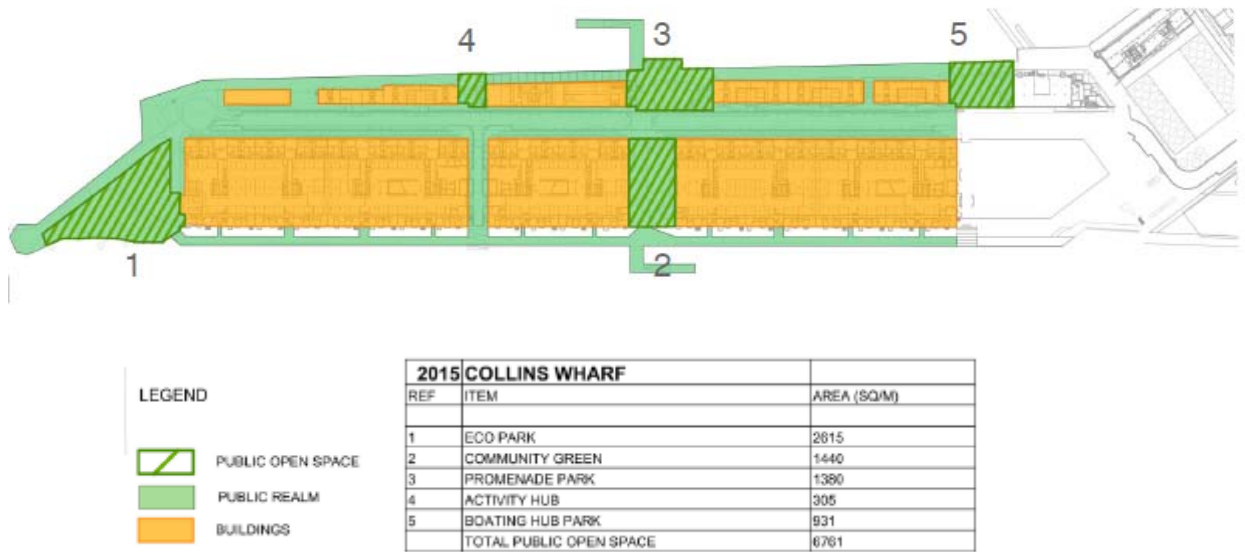 4
3
5
1
2
LEGEND
PUBLIC OPEN SPACE
PUBLIC REALM
BUILDINGS
2015 COLLINS WHARF
REF ITEM AREA (SQ/M)
1 ECO PARK 2615
2 COMMUNITY GREEN 1440
3 PROMENADE PARK 1380
4 ACTIVITY HUB 305
5 BOATING HUB PARK 931
TOTAL PUBLIC OPEN SPACE 6761